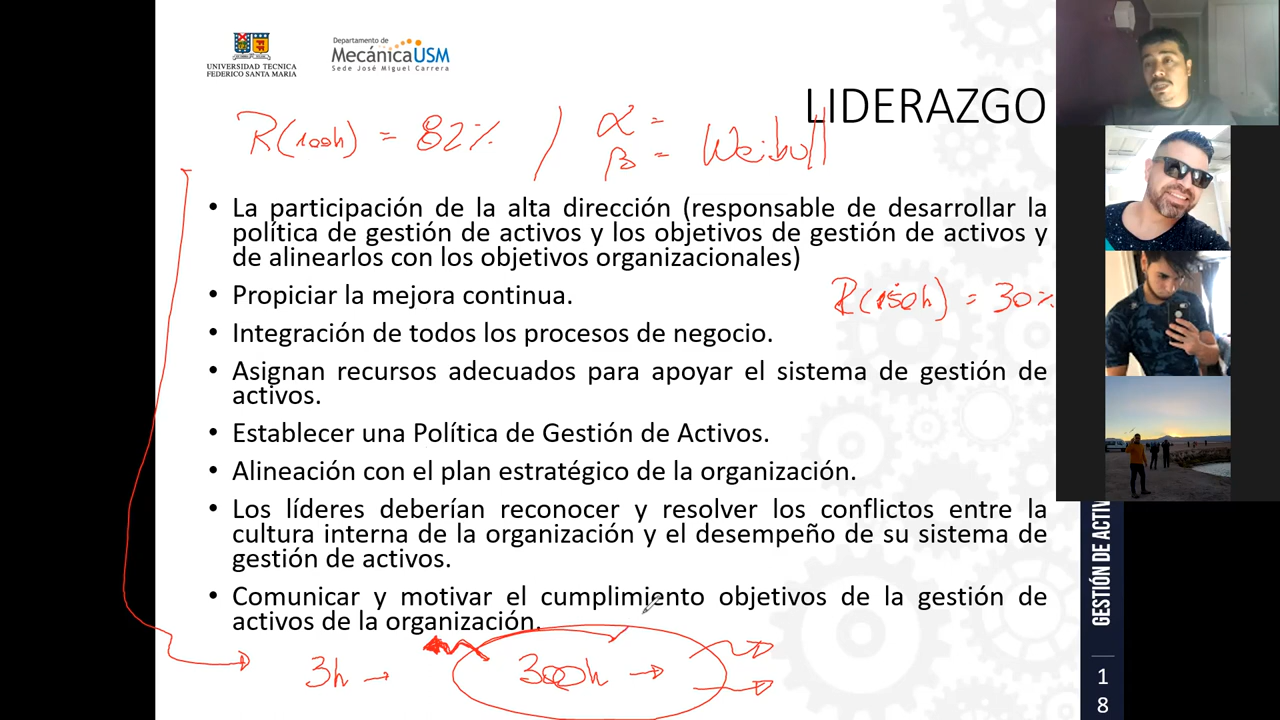 UNIVERSIDAD TECNICA
FEDERICO SANTA MARIA
Departamento de
MecánicaUSM
Sede José Miguel Carrera
LIDERAZGO
R(100h) = 82% / α =
β = Weibull
• La participación de la alta dirección (responsable de desarrollar la
política de gestión de activos y los objetivos de gestión de activos y
de alinearlos con los objetivos organizacionales)
• Propiciar la mejora continua.
R(150h) = 30%
• Integración de todos los procesos de negocio.
• Asignan recursos adecuados para apoyar el sistema de gestión de
activos.
• Establecer una Política de Gestión de Activos.
• Alineación con el plan estratégico de la organización.
• Los líderes deberían reconocer y resolver los conflictos entre la
cultura interna de la organización y el desempeño de su sistema de
gestión de activos.
• Comunicar y motivar el cumplimiento objetivos de la gestión de
activos de la organización.
3h → 300h →
GESTIÓN DE ACTIV
1
8